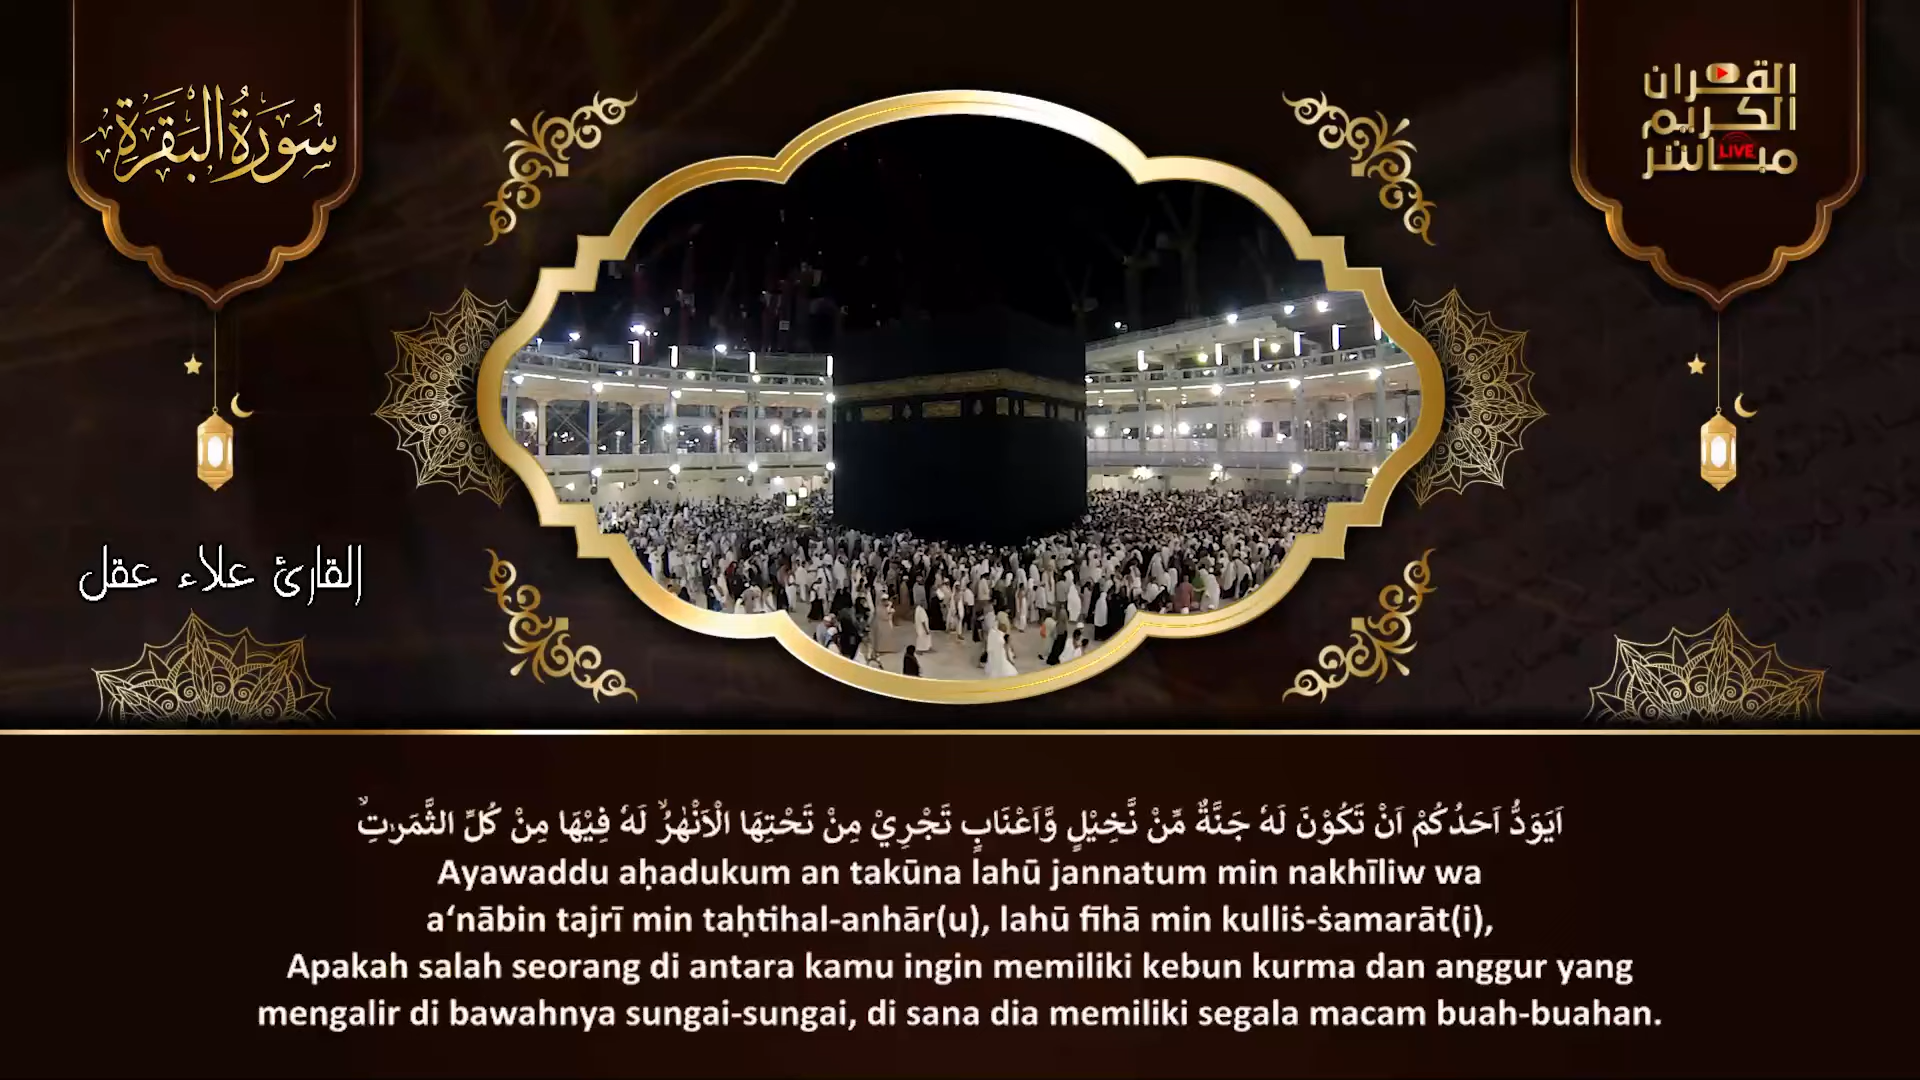 سُورَةُ البَقَرَةِ
القرآن
الكريم
مباشر
LIVE
القارئ علاء عقل
اَيَوَدُّ اَحَدُكُمْ اَنْ تَكُوْنَ لَهٗ جَنَّةٌ مِّنْ نَّخِيْلٍ وَّاَعْنَابٍ تَجْرِيْ مِنْ تَحْتِهَا الْاَنْهٰرُۙ لَهٗ فِيْهَا مِنْ كُلِّ الثَّمَرٰتِۙ
Ayawaddu aḥadukum an takūna lahū jannatum min nakhīliw wa
a‘nābin tajrī min taḥtihal-anhār(u), lahū fīhā min kulliṡ-ṡamarāt(i),
Apakah salah seorang di antara kamu ingin memiliki kebun kurma dan anggur yang
mengalir di bawahnya sungai-sungai, di sana dia memiliki segala macam buah-buahan.